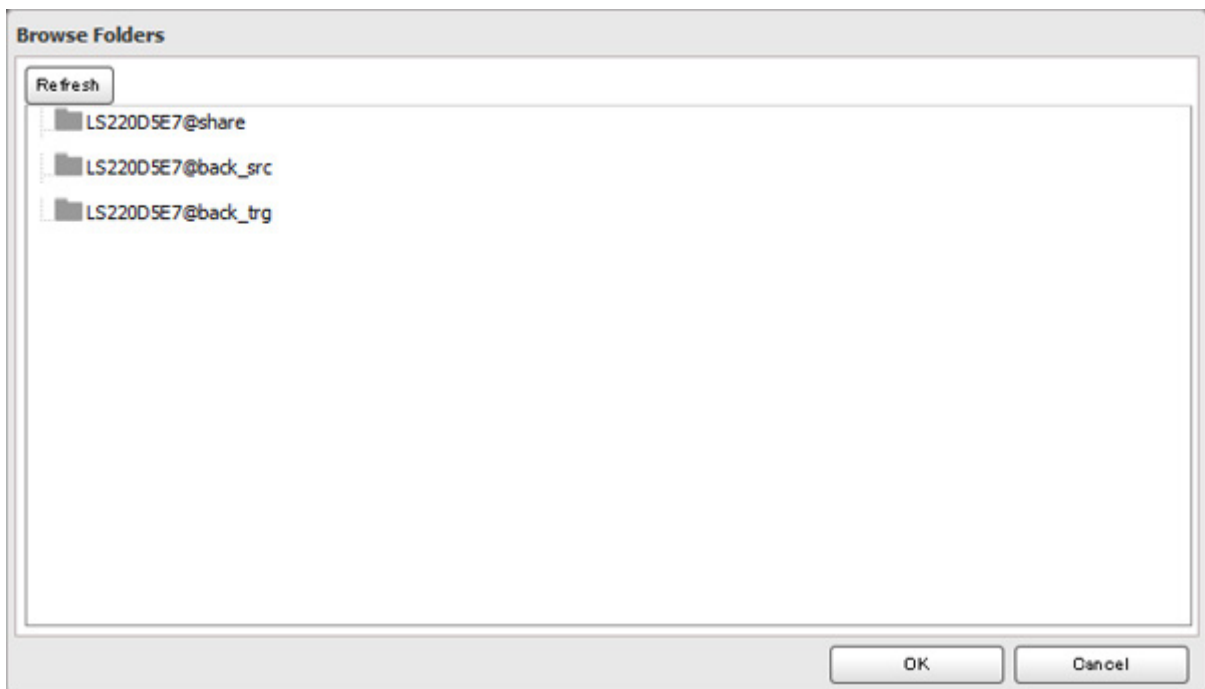 Browse Folders
Refresh
LS220D5E7@share
LS220D5E7@back_src
LS220D5E7@back_trg
OK
Cancel